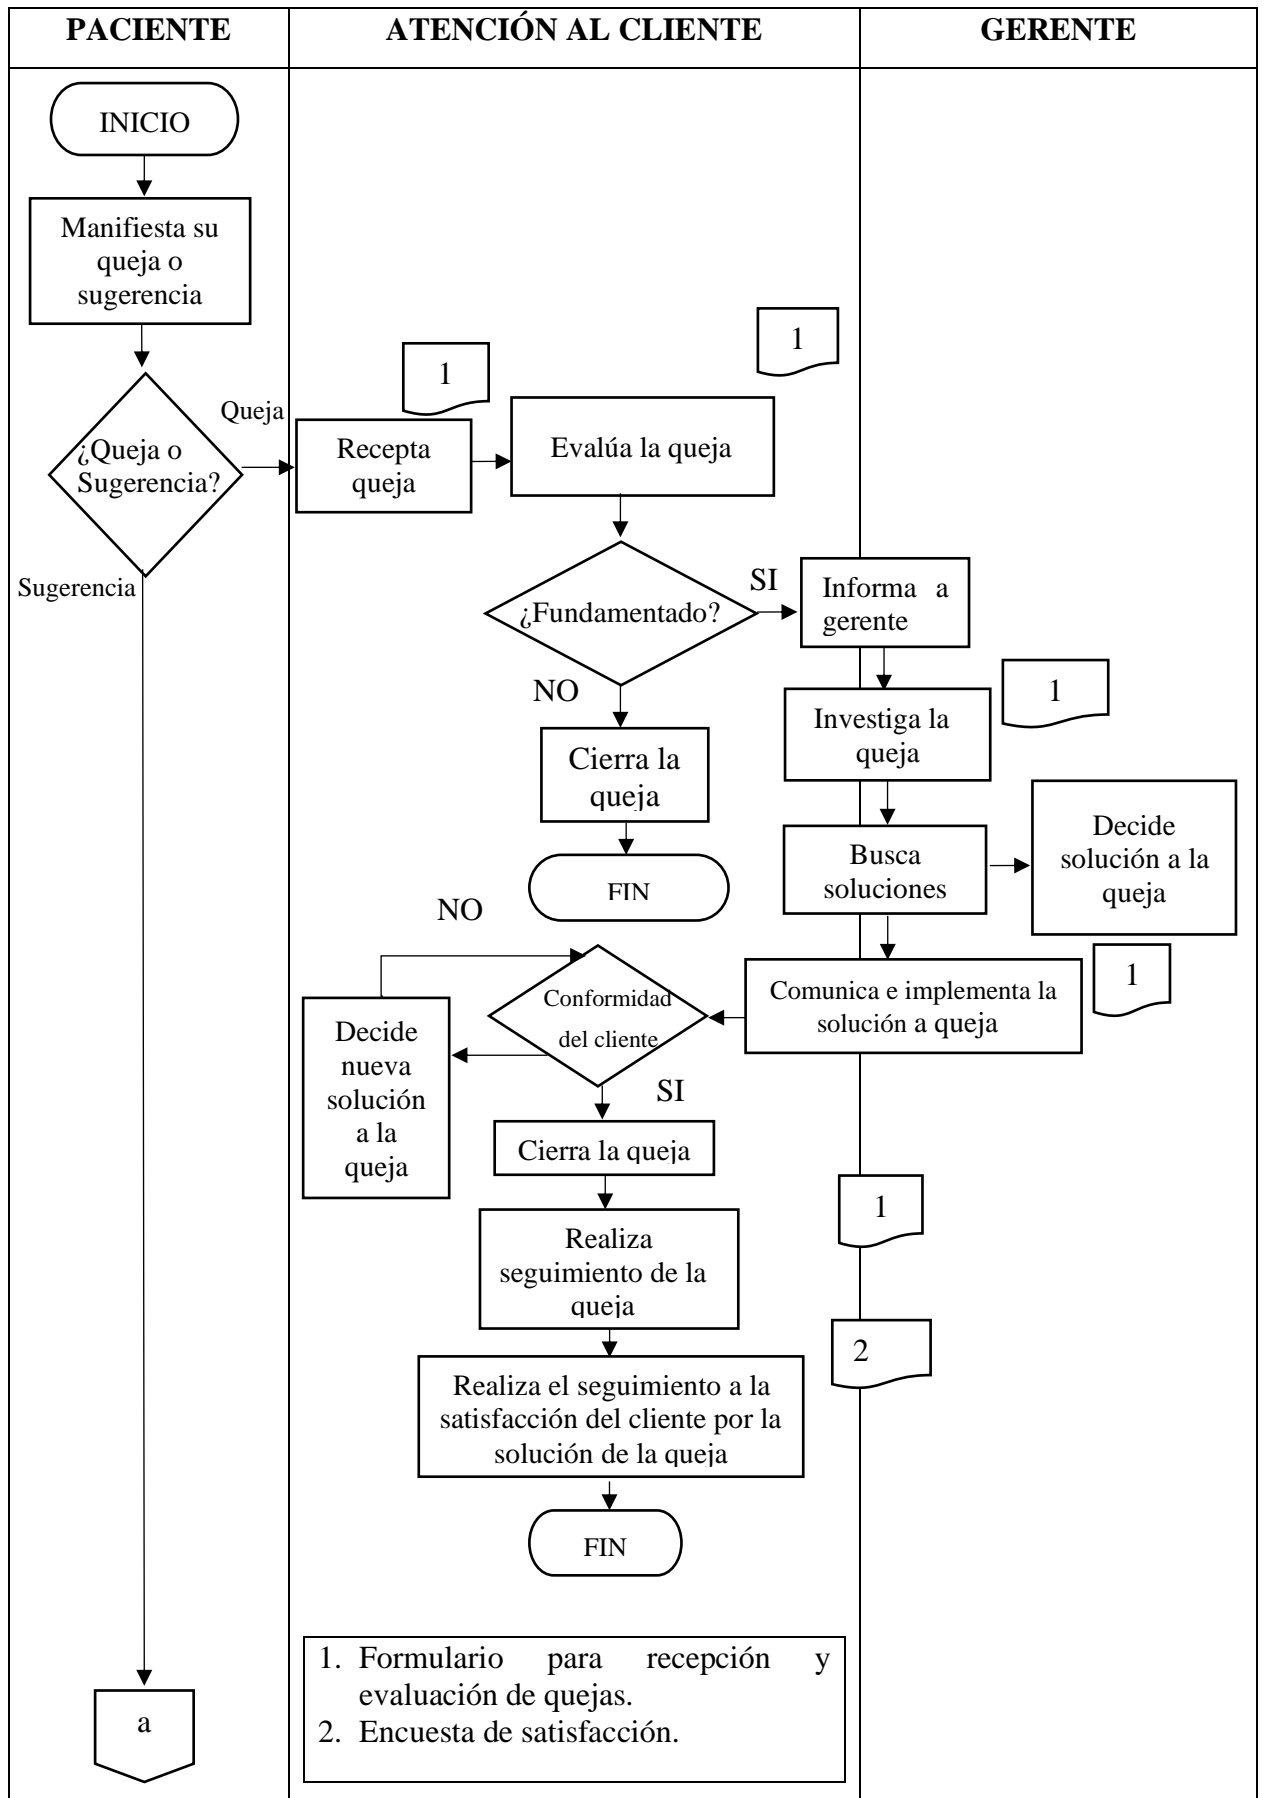 PACIENTE
ATENCIÓN AL CLIENTE
GERENTE
INICIO
Manifiesta su
queja o
sugerencia
1
1
Queja
¿Queja o
Sugerencia?
Recepta
queja
Evalúa la queja
Sugerencia
¿Fundamentado?
SI
Informa a
gerente
NO
1
Investiga la
queja
Cierra la
queja
Decide
solución a la
queja
Busca
soluciones
FIN
NO
1
Comunica e implementa la
solución a queja
Conformidad
del cliente
Decide
nueva
solución
a la
queja
SI
Cierra la queja
1
Realiza
seguimiento de la
queja
2
Realiza el seguimiento a la
satisfacción del cliente por la
solución de la queja
FIN
1. Formulario para recepción y
evaluación de quejas.
2. Encuesta de satisfacción.
a